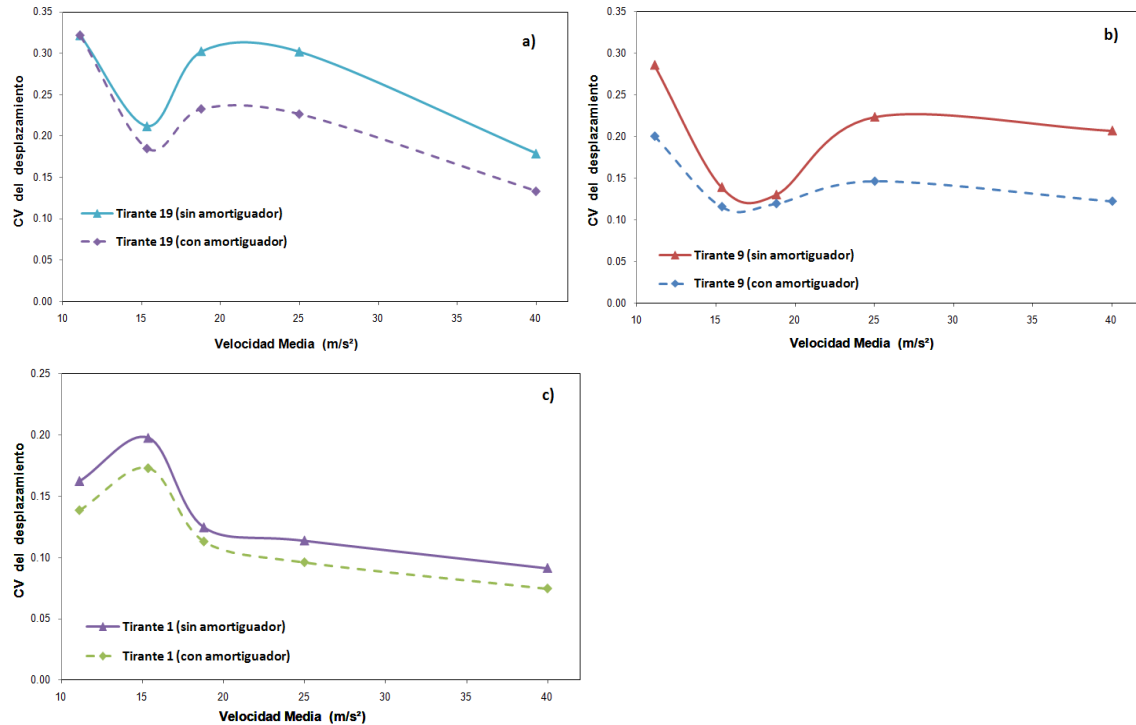 a)
CV del desplazamiento
0.35
0.30
0.25
0.20
0.15
0.10
0.05
0.00
Tirante 19 (sin amortiguador)
Tirante 19 (con amortiguador)
10 15 20 25 30 35 40
Velocidad Media (m/s²)
b)
CV del desplazamiento
0.35
0.30
0.25
0.20
0.15
0.10
0.05
0.00
Tirante 9 (sin amortiguador)
Tirante 9 (con amortiguador)
10 15 20 25 30 35 40
Velocidad Media (m/s²)
c)
CV del desplazamiento
0.25
0.20
0.15
0.10
0.05
0.00
Tirante 1 (sin amortiguador)
Tirante 1 (con amortiguador)
10 15 20 25 30 35 40
Velocidad Media (m/s²)